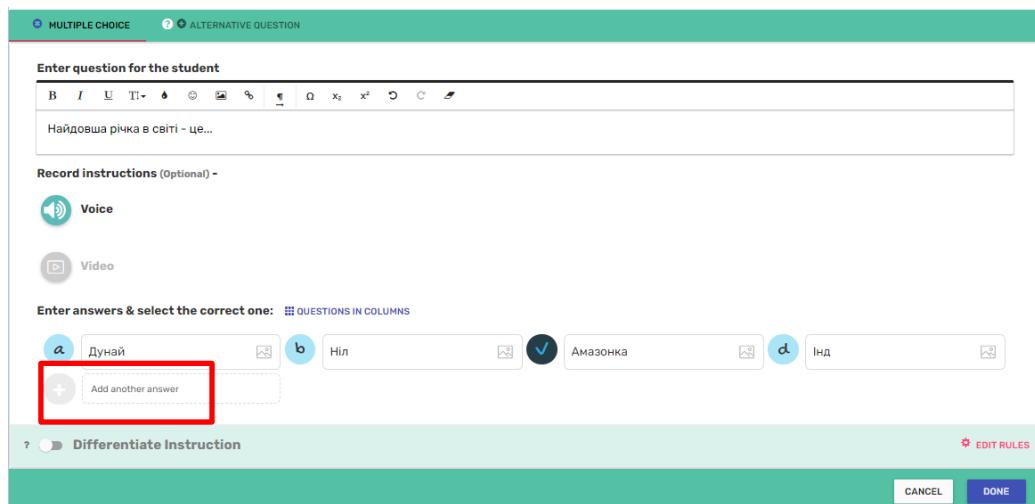 MULTIPLE CHOICE ? ALTERNATIVE QUESTION
Enter question for the student
B I U TI Ω x₂ x²
Найдовша річка в світі - це...
Record instructions (Optional) -
Voice
Video
Enter answers & select the correct one: QUESTIONS IN COLUMNS
a Дунай b Ніл Амазонка d Інд
+ Add another answer
? Differentiate Instruction EDIT RULES
CANCEL DONE